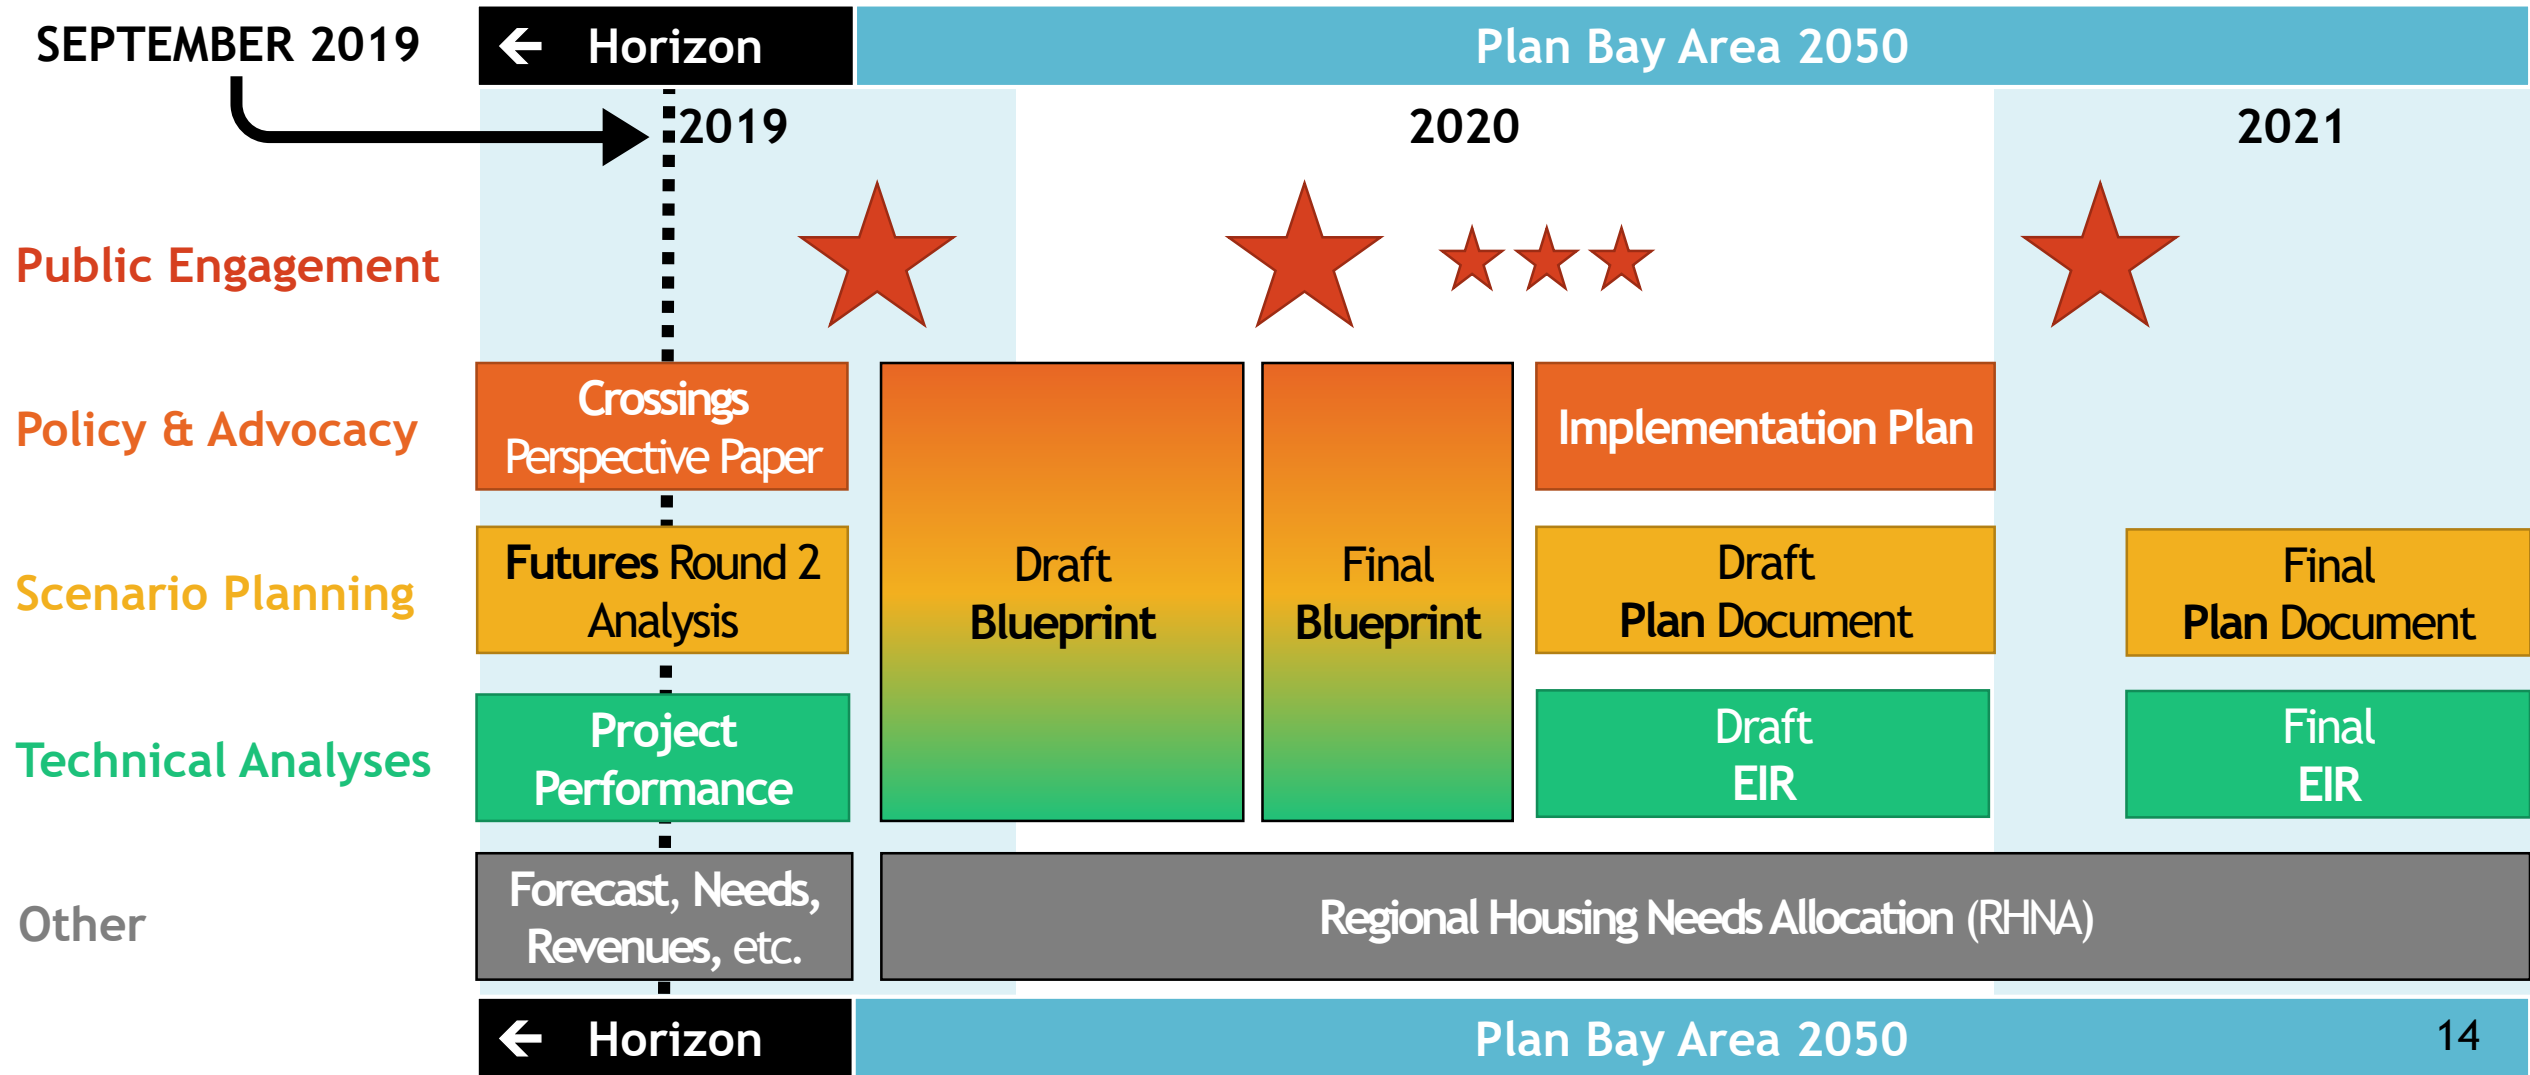 SEPTEMBER 2019
← Horizon
Plan Bay Area 2050
2019
2020
2021
Public Engagement
Policy & Advocacy
Crossings
Perspective Paper
Implementation Plan
Scenario Planning
Futures Round 2
Analysis
Draft
Blueprint
Final
Blueprint
Draft
Plan Document
Final
Plan Document
Technical Analyses
Project
Performance
Draft
EIR
Final
EIR
Other
Forecast, Needs,
Revenues, etc.
Regional Housing Needs Allocation (RHNA)
← Horizon
Plan Bay Area 2050
14